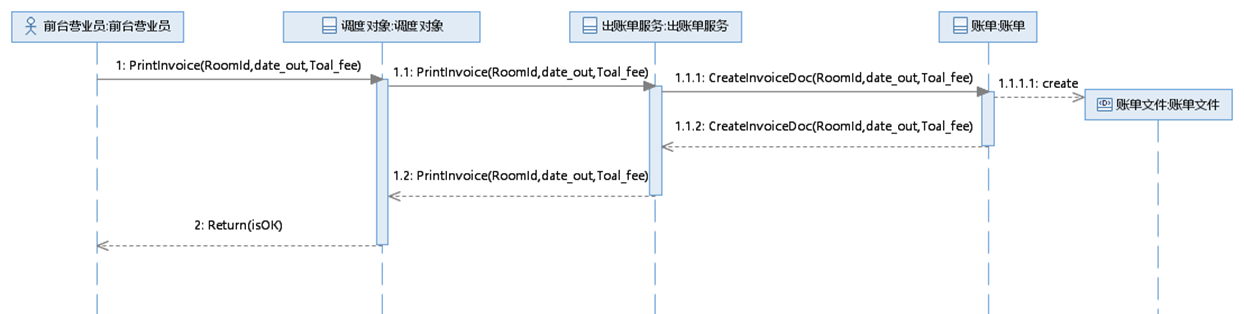 前台营业员:前台营业员
调度对象:调度对象
出账单服务:出账单服务
账单:账单
1: PrintInvoice(RoomId,date_out,Toal_fee)
1.1: PrintInvoice(RoomId,date_out,Toal_fee)
1.1.1: CreateInvoiceDoc(RoomId,date_out,Toal_fee)
1.1.1.1: create
账单文件:账单文件
1.1.2: CreateInvoiceDoc(RoomId,date_out,Toal_fee)
1.2: PrintInvoice(RoomId,date_out,Toal_fee)
2: Return(isOK)